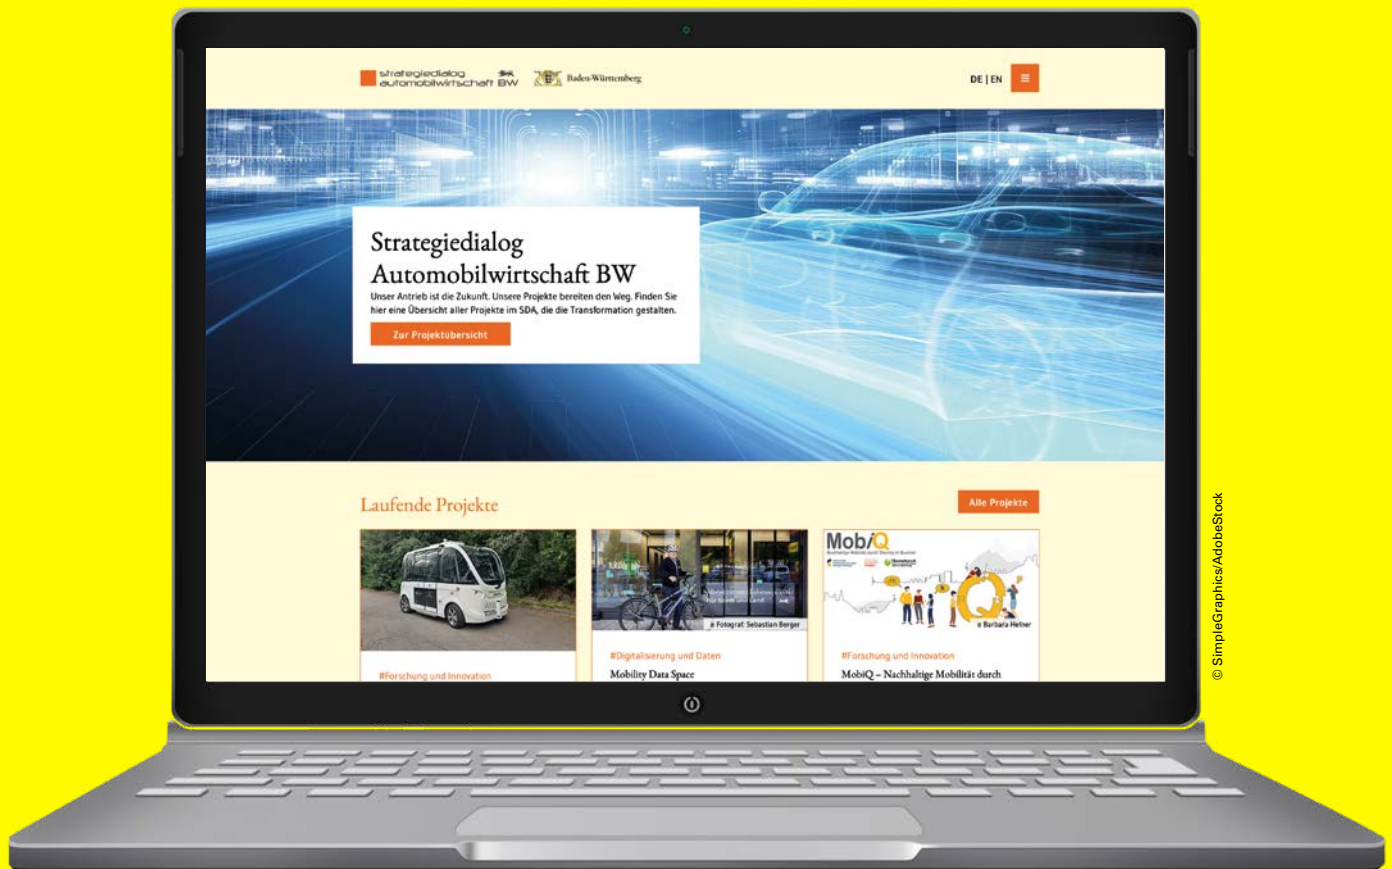 strategiedialog
automobilwirtschaft BW
Baden-Württemberg
DE | EN
Strategiedialog
Automobilwirtschaft BW
Unser Antrieb ist die Zukunft. Unsere Projekte bereiten den Weg. Finden Sie
hier eine Übersicht aller Projekte im SDA, die die Transformation gestalten.
Zur Projektübersicht
Laufende Projekte
Alle Projekte
#Forschung und Innovation
© Fotograf: Sebastian Berger
#Digitalisierung und Daten
Mobility Data Space
MobiQ
© Barbara Hefner
#Forschung und Innovation
MobiQ – Nachhaltige Mobilität durch
© SimpleGraphics/AdobeStock